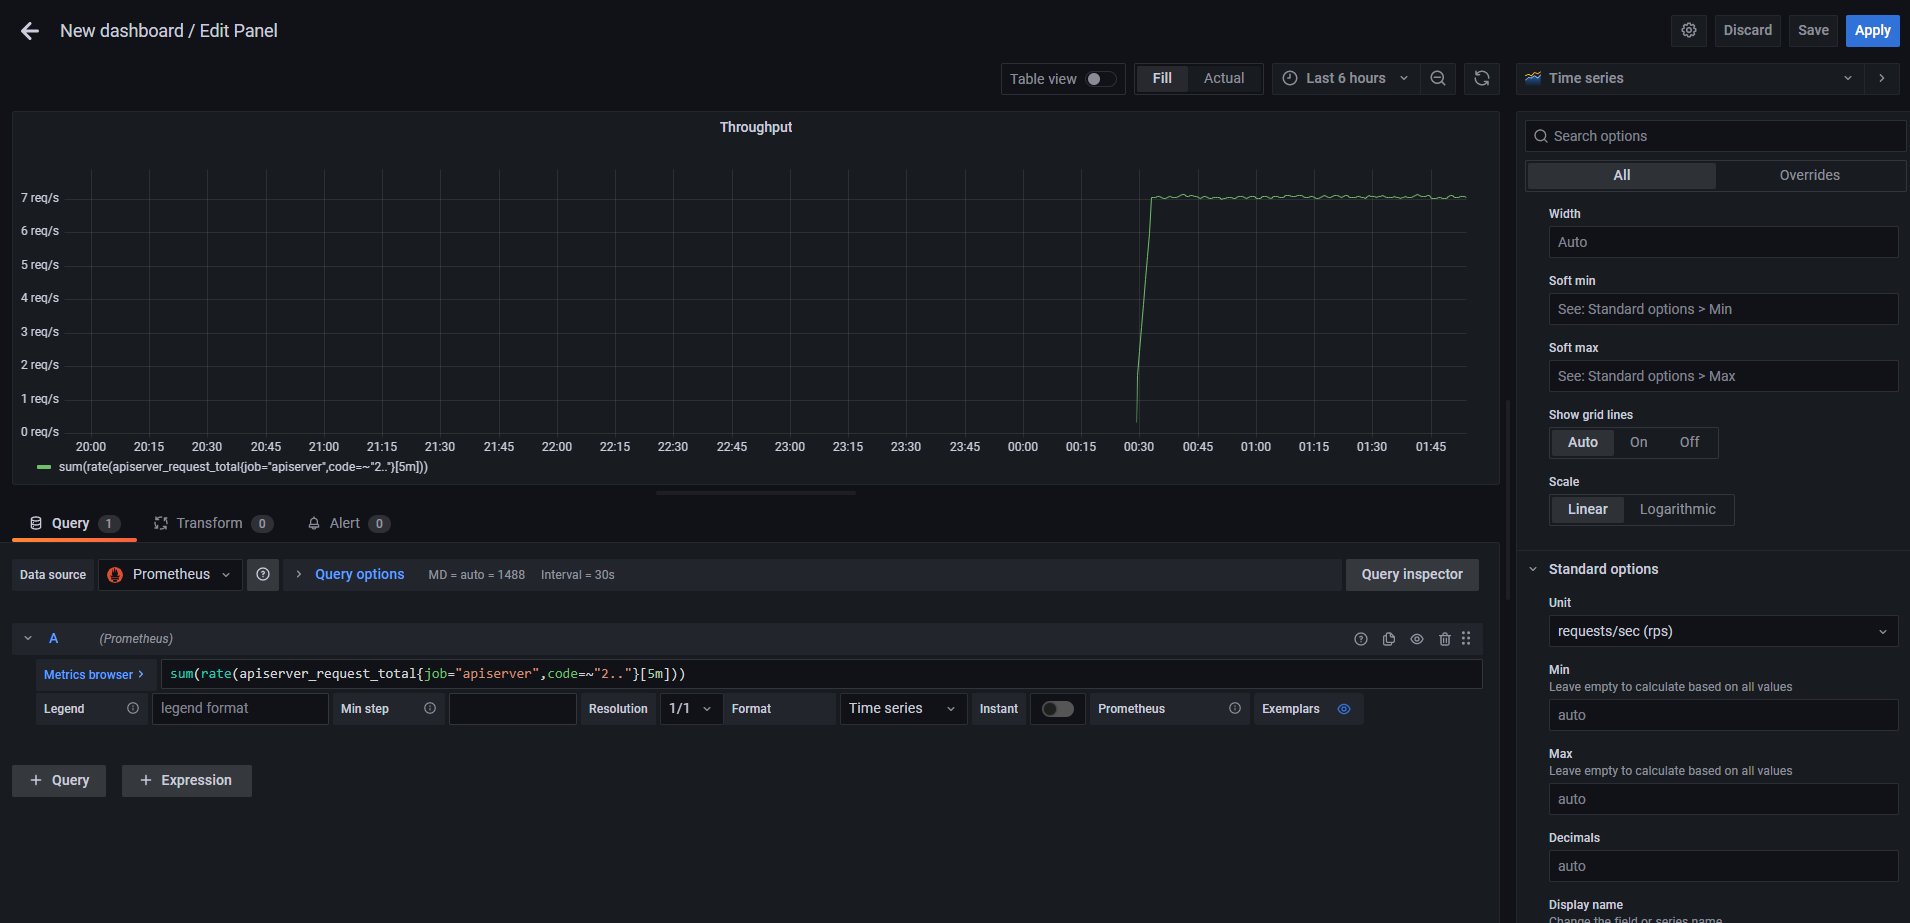 New dashboard / Edit Panel
Discard
Save
Apply
Table view
Fill
Actual
Last 6 hours
Time series
Throughput
7 req/s
6 req/s
5 req/s
4 req/s
3 req/s
2 req/s
1 req/s
0 req/s
20:00 20:15 20:30 20:45 21:00 21:15 21:30 21:45 22:00 22:15 22:30 22:45 23:00 23:15 23:30 23:45 00:00 00:15 00:30 00:45 01:00 01:15 01:30 01:45
sum(rate(apiserver_request_total{job="apiserver",code=~"2.."}[5m]))
Query 1
Transform 0
Alert 0
Data source
Prometheus
Query options
MD = auto = 1488
Interval = 30s
Query inspector
A
(Prometheus)
Metrics browser
sum(rate(apiserver_request_total{job="apiserver",code=~"2.."}[5m]))
Legend
legend format
Min step
Resolution
1/1
Format
Time series
Instant
Prometheus
Exemplars
+ Query
+ Expression
Search options
All
Overrides
Width
Auto
Soft min
See: Standard options > Min
Soft max
See: Standard options > Max
Show grid lines
Auto On Off
Scale
Linear Logarithmic
Standard options
Unit
requests/sec (rps)
Min
Leave empty to calculate based on all values
auto
Max
Leave empty to calculate based on all values
auto
Decimals
auto
Display name
Change the field or series name